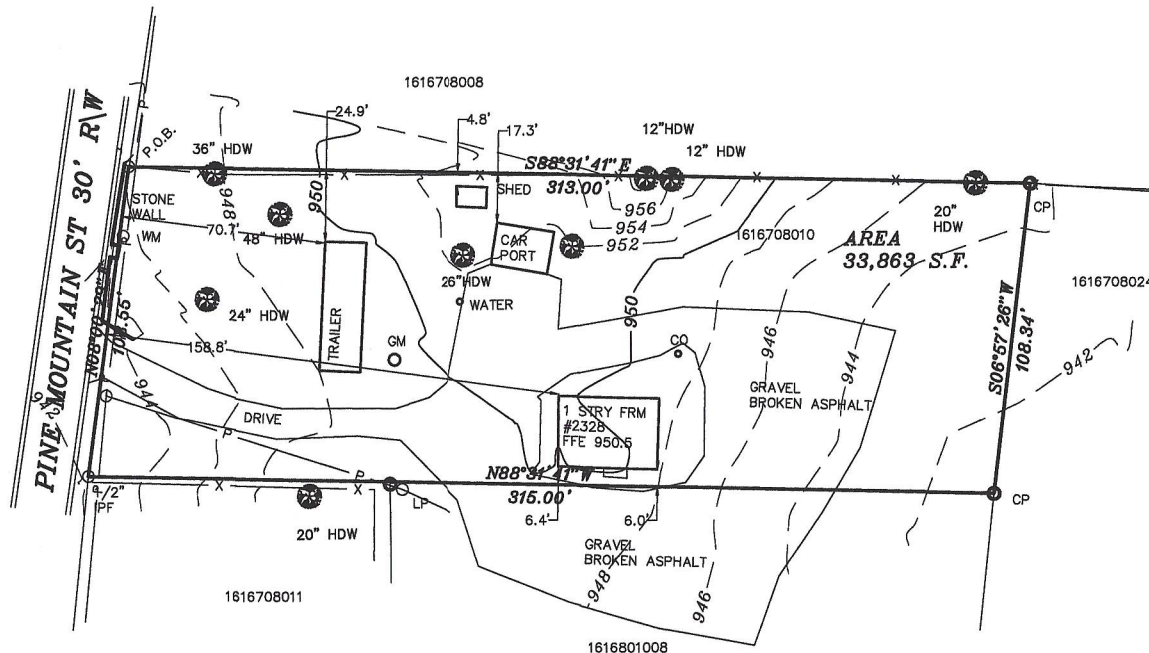 1616708008
24.9'
4.8'
17.3'
12"HDW
12" HDW
P.O.B.
36" HDW
S88°31'41"E
313.00'
PINE MOUNTAIN ST 30' R\W
STONE
WALL
WM
948
950
SHED
956
954
952
20"
HDW
CP
70.7'
48" HDW
CAR
PORT
1616708010
AREA
33,863 S.F.
1616708024
26"HDW
WATER
24" HDW
TRAILER
GM
950
CO
946
944
S06°57'26"W
108.34'
942
158.8'
944
DRIVE
P
P
1 STRY FRM
#2328
FFE 950.5
GRAVEL
BROKEN ASPHALT
N88°31'41"W
315.00'
LP
CP
20" HDW
6.4'
6.0'
GRAVEL
BROKEN ASPHALT
948
946
1616708011
1616801008